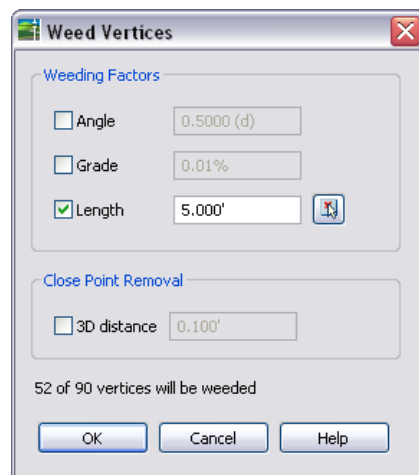 Weed Vertices
Weeding Factors
Angle 0.5000 (d)
Grade 0.01%
Length 5.000'
Close Point Removal
3D distance 0.100'
52 of 90 vertices will be weeded
OK Cancel Help